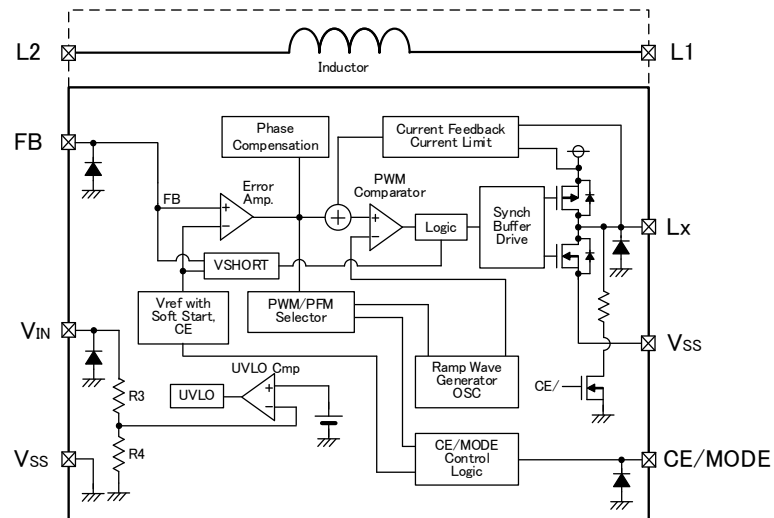 L2
L1
Inductor
FB
Phase
Compensation
Current Feedback
Current Limit
Error
Amp.
PWM
Comparator
FB
+
−
+
+
−
Logic
Synch
Buffer
Drive
Lx
VSHORT
Vref with
Soft Start,
CE
PWM/PFM
Selector
VIN
VSS
UVLO Cmp
Ramp Wave
Generator
OSC
R3
UVLO
+
−
CE/
R4
CE/MODE
Control
Logic
VSS
CE/MODE